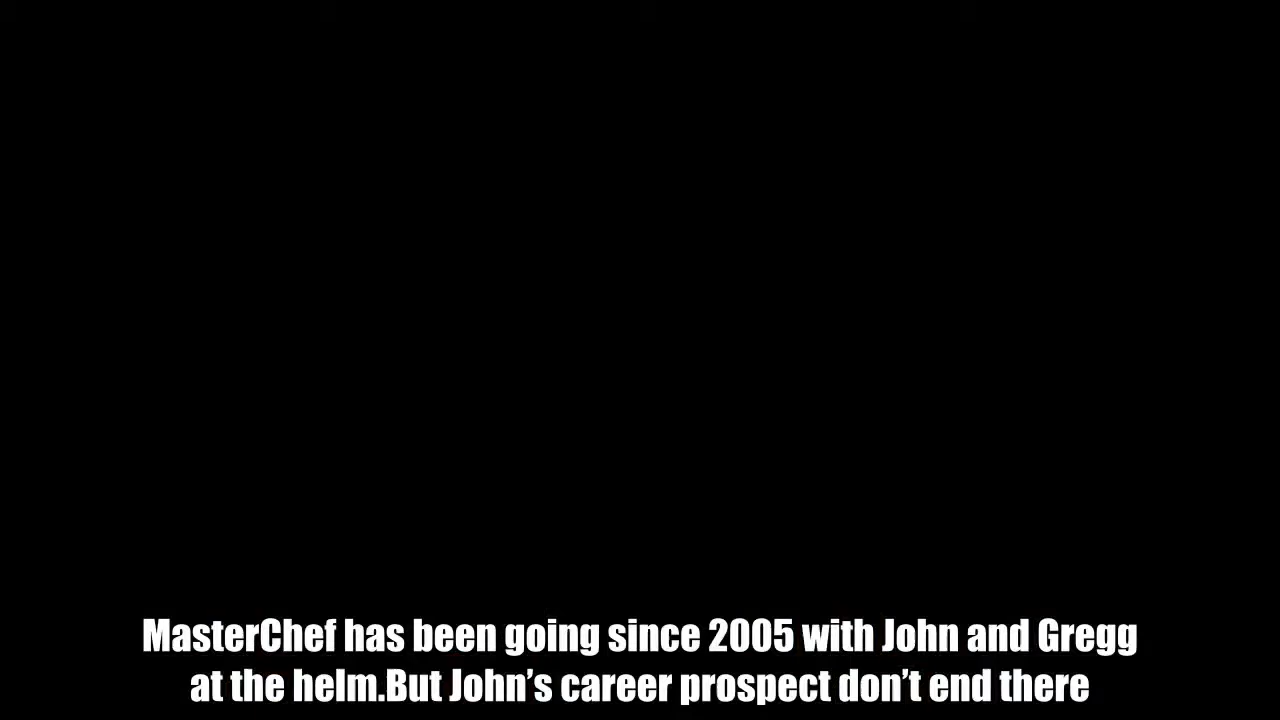 MasterChef has been going since 2005 with John and Gregg
at the helm.But John’s career prospect don’t end there